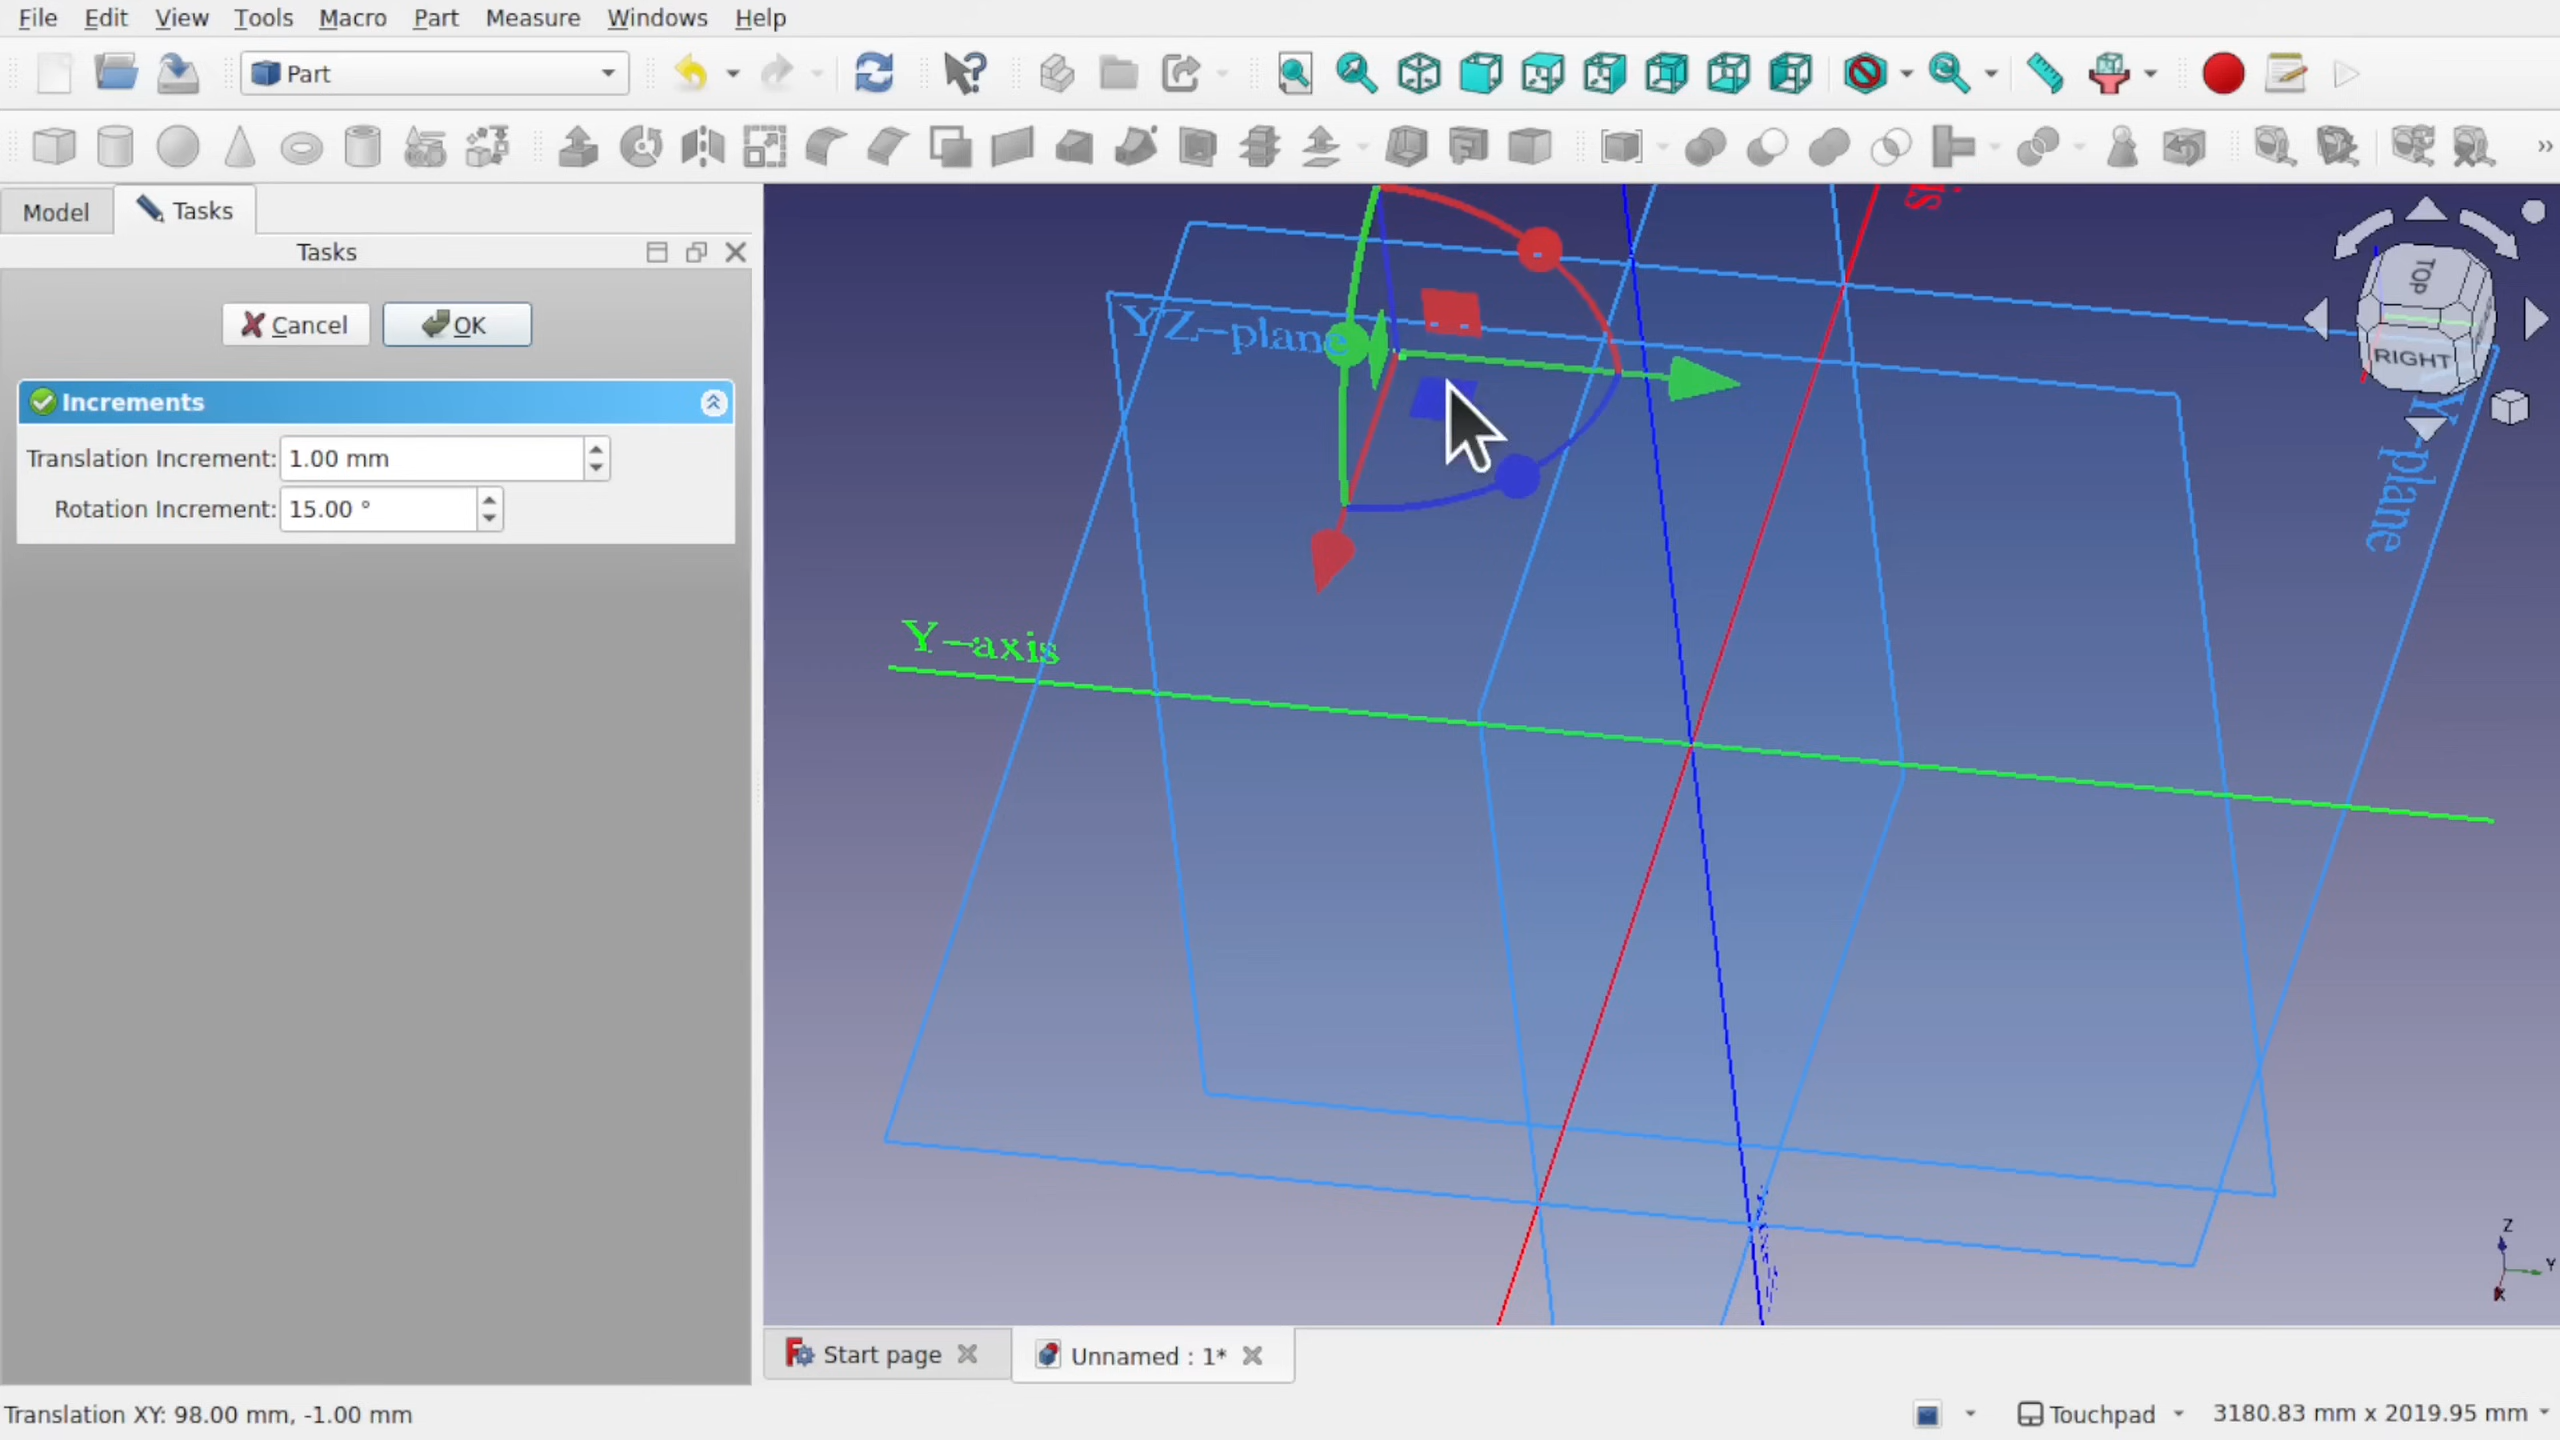 File Edit View Tools Macro Part Measure Windows Help
Part
Model Tasks
Tasks
Cancel OK
Increments
Translation Increment: 1.00 mm
Rotation Increment: 15.00 °
YZ-plane
Y-axis
is
TOP
RIGHT
Y-plane
Z
Y
X
Start page
Unnamed : 1*
Translation XY: 98.00 mm, -1.00 mm
Touchpad
3180.83 mm x 2019.95 mm